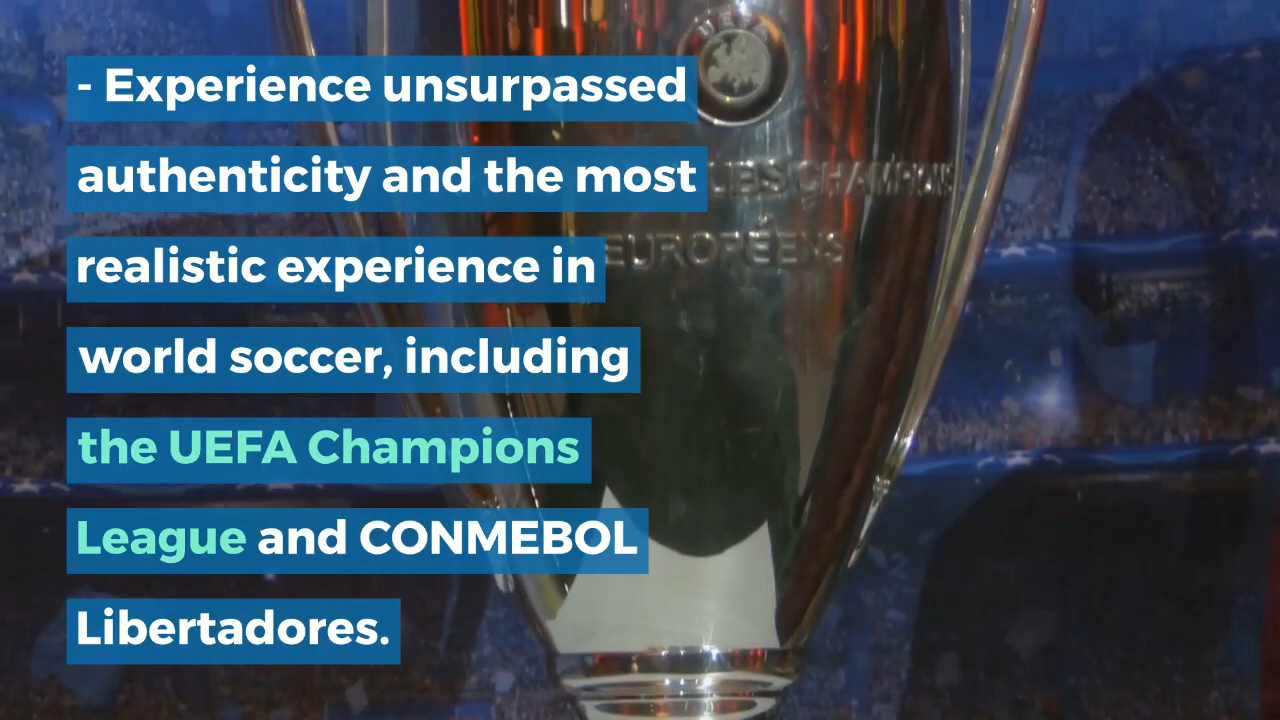 - Experience unsurpassed
authenticity and the most
realistic experience in
world soccer, including
the UEFA Champions
League and CONMEBOL
Libertadores.
UEFA
CHAMPIONS
EUROPÉENS